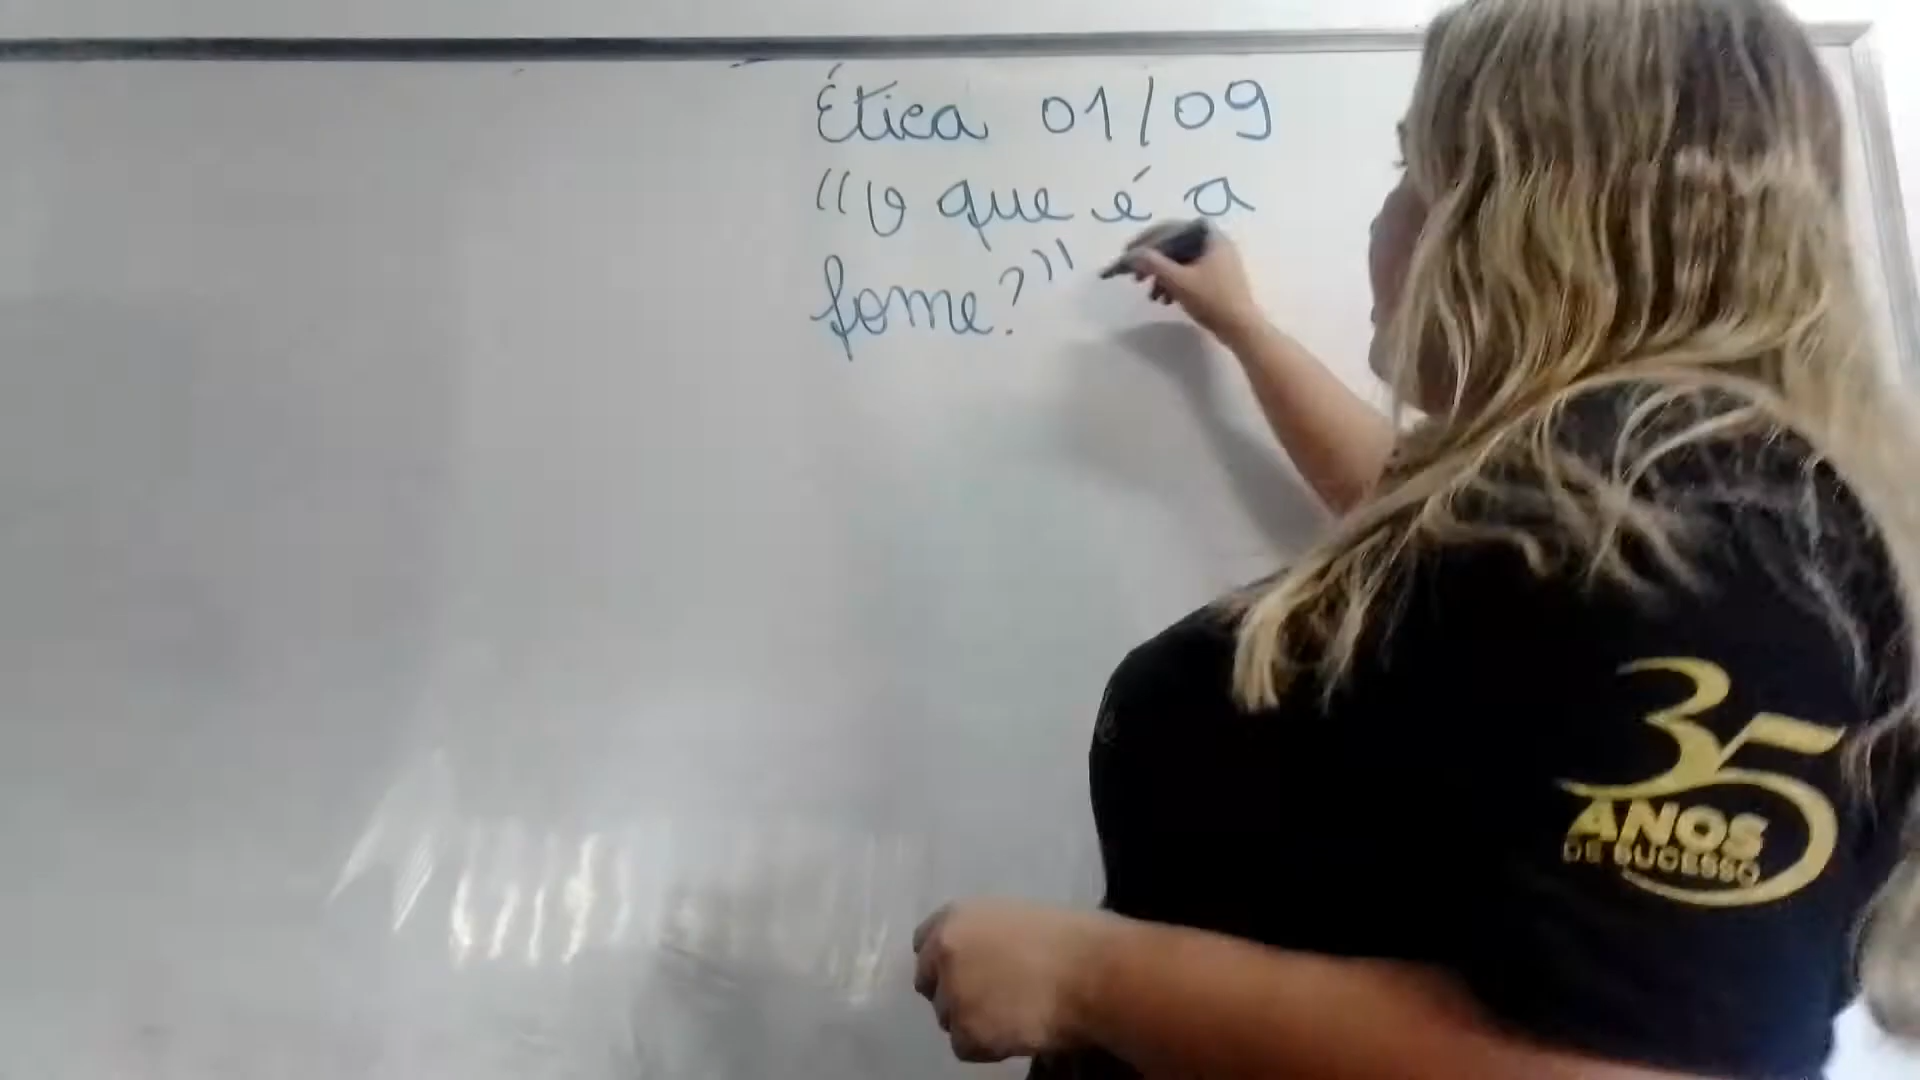 Ética 01/09
"O que é a
fome?"
35
ANOS
DE SUCESSO